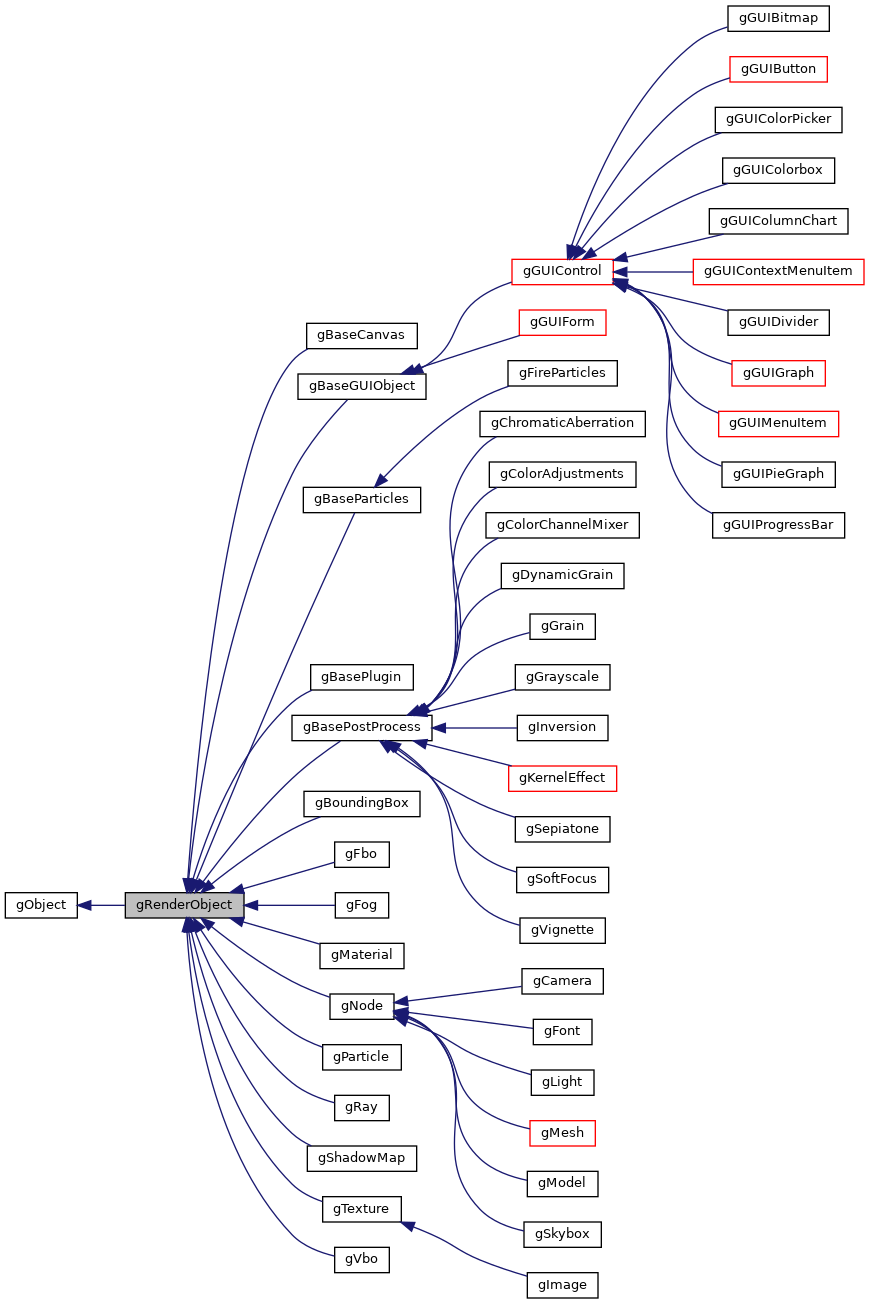 gGUIBitmap
gGUIButton
gGUIColorPicker
gGUIColorbox
gGUIColumnChart
gGUIControl
gGUIContextMenuItem
gGUIForm
gGUIDivider
gBaseCanvas
gGUIGraph
gFireParticles
gBaseGUIObject
gGUIMenuItem
gChromaticAberration
gGUIPieGraph
gColorAdjustments
gBaseParticles
gGUIProgressBar
gColorChannelMixer
gDynamicGrain
gGrain
gBasePlugin
gGrayscale
gBasePostProcess
gInversion
gKernelEffect
gBoundingBox
gSepiatone
gFbo
gSoftFocus
gObject
gRenderObject
gFog
gVignette
gMaterial
gCamera
gNode
gFont
gParticle
gLight
gRay
gMesh
gShadowMap
gModel
gTexture
gSkybox
gVbo
gImage